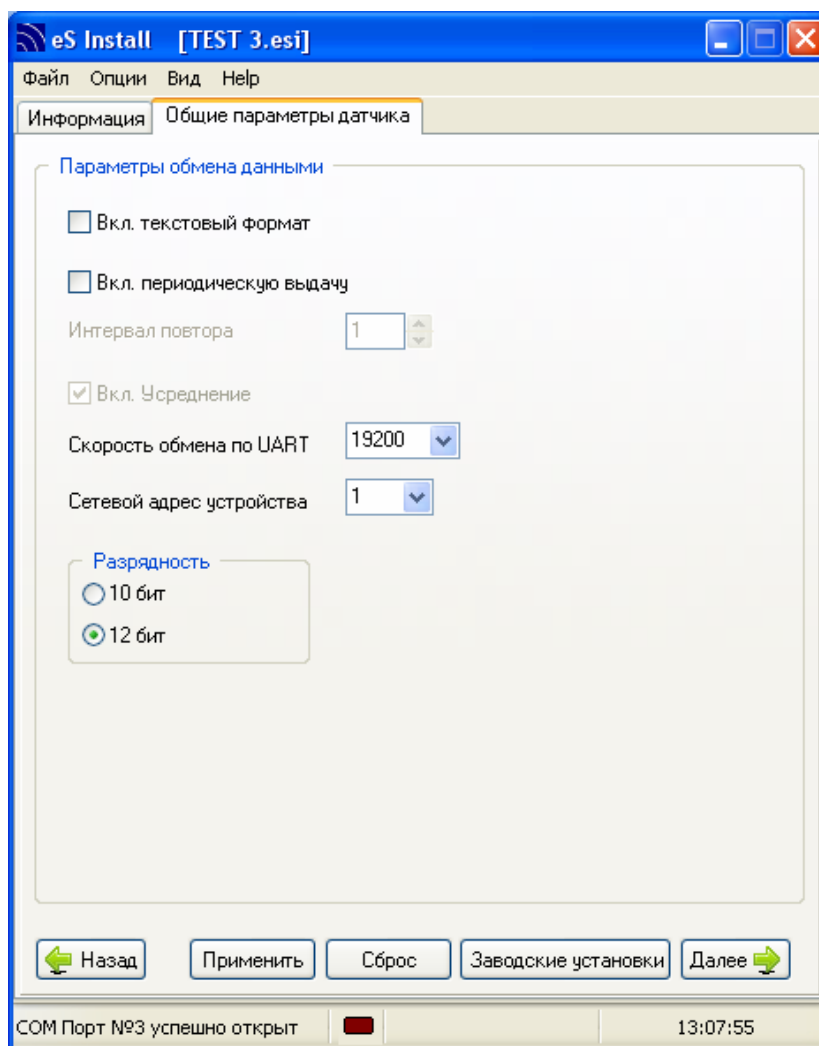 eS Install [TEST 3.esi]
Файл Опции Вид Help
Информация Общие параметры датчика
Параметры обмена данными
Вкл. текстовый формат
Вкл. периодическую выдачу
Интервал повтора 1
Вкл. Усреднение
Скорость обмена по UART 19200
Сетевой адрес устройства 1
Разрядность
10 бит
12 бит
Назад Применить Сброс Заводские установки Далее
COM Порт №3 успешно открыт 13:07:55